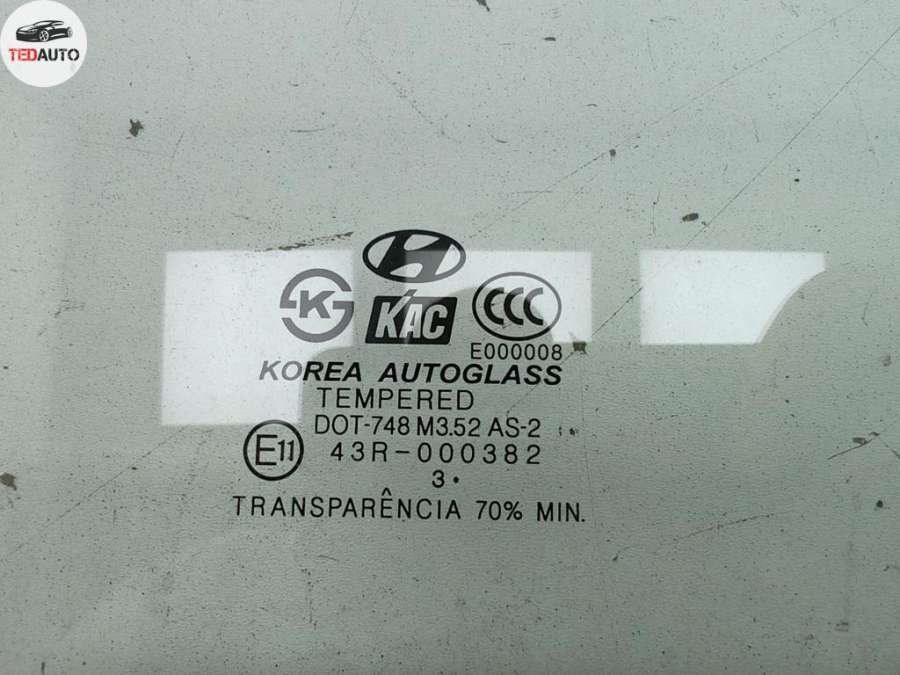 TEDAUTO
KS
KAC
CCC
E000008
KOREA AUTOGLASS
TEMPERED
DOT-748 M3.52 AS-2
E11 43R-000382
3.
TRANSPARÊNCIA 70% MIN.